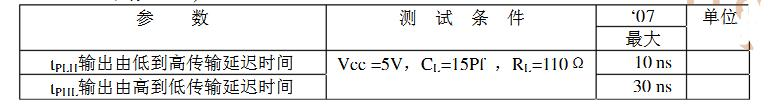 参 数 测 试 条 件 ‘07 单位
最大
tPLH输出由低到高传输延迟时间 Vcc =5V，CL=15Pf ，RL=110 Ω 10 ns
tPHL输出由高到低传输延迟时间 30 ns